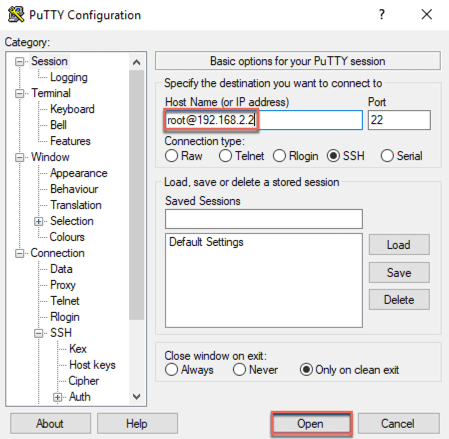 PuTTY Configuration
?
Category:
Session
Logging
Terminal
Keyboard
Bell
Features
Window
Appearance
Behaviour
Translation
Selection
Colours
Connection
Data
Proxy
Telnet
Rlogin
SSH
Kex
Host keys
Cipher
Auth
Basic options for your PuTTY session
Specify the destination you want to connect to
Host Name (or IP address) Port
root@192.168.2.2 22
Connection type:
Raw Telnet Rlogin SSH Serial
Load, save or delete a stored session
Saved Sessions
Default Settings
Load
Save
Delete
Close window on exit:
Always Never Only on clean exit
About Help Open Cancel